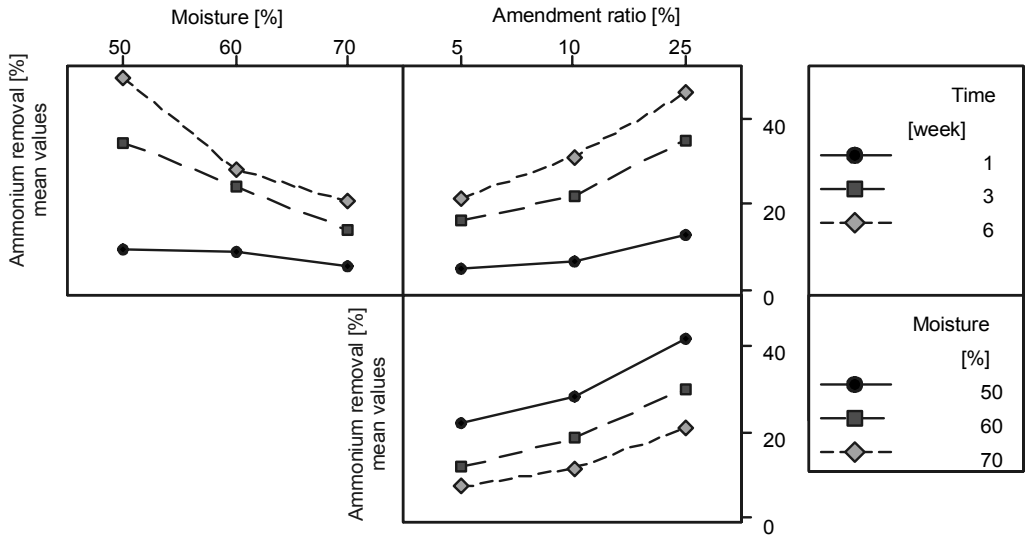 Moisture [%]
Amendment ratio [%]
50 60 70
5 10 25
Ammonium removal [%]
mean values
40
20
0
Time
[week]
1
3
6
Ammonium removal [%]
mean values
40
20
0
Moisture
[%]
50
60
70